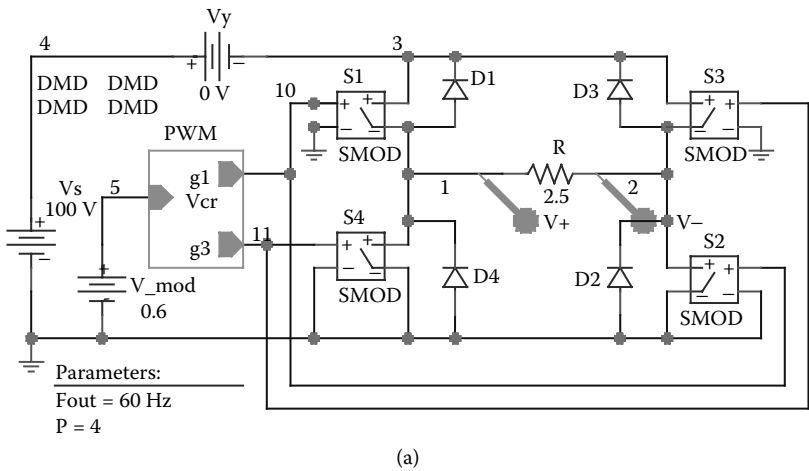 Vy
4
+
−
3
0 V
DMD DMD
DMD DMD
10
S1
+ +
− −
SMOD
D1
D3
S3
+ +
− −
SMOD
PWM
g1
Vcr
g3
5
Vs
100 V
+
−
R
2.5
1
2
V+
V−
11
S4
+ +
− −
SMOD
D4
D2
S2
+ +
− −
SMOD
+
−
V_mod
0.6
Parameters:
Fout = 60 Hz
P = 4
(a)